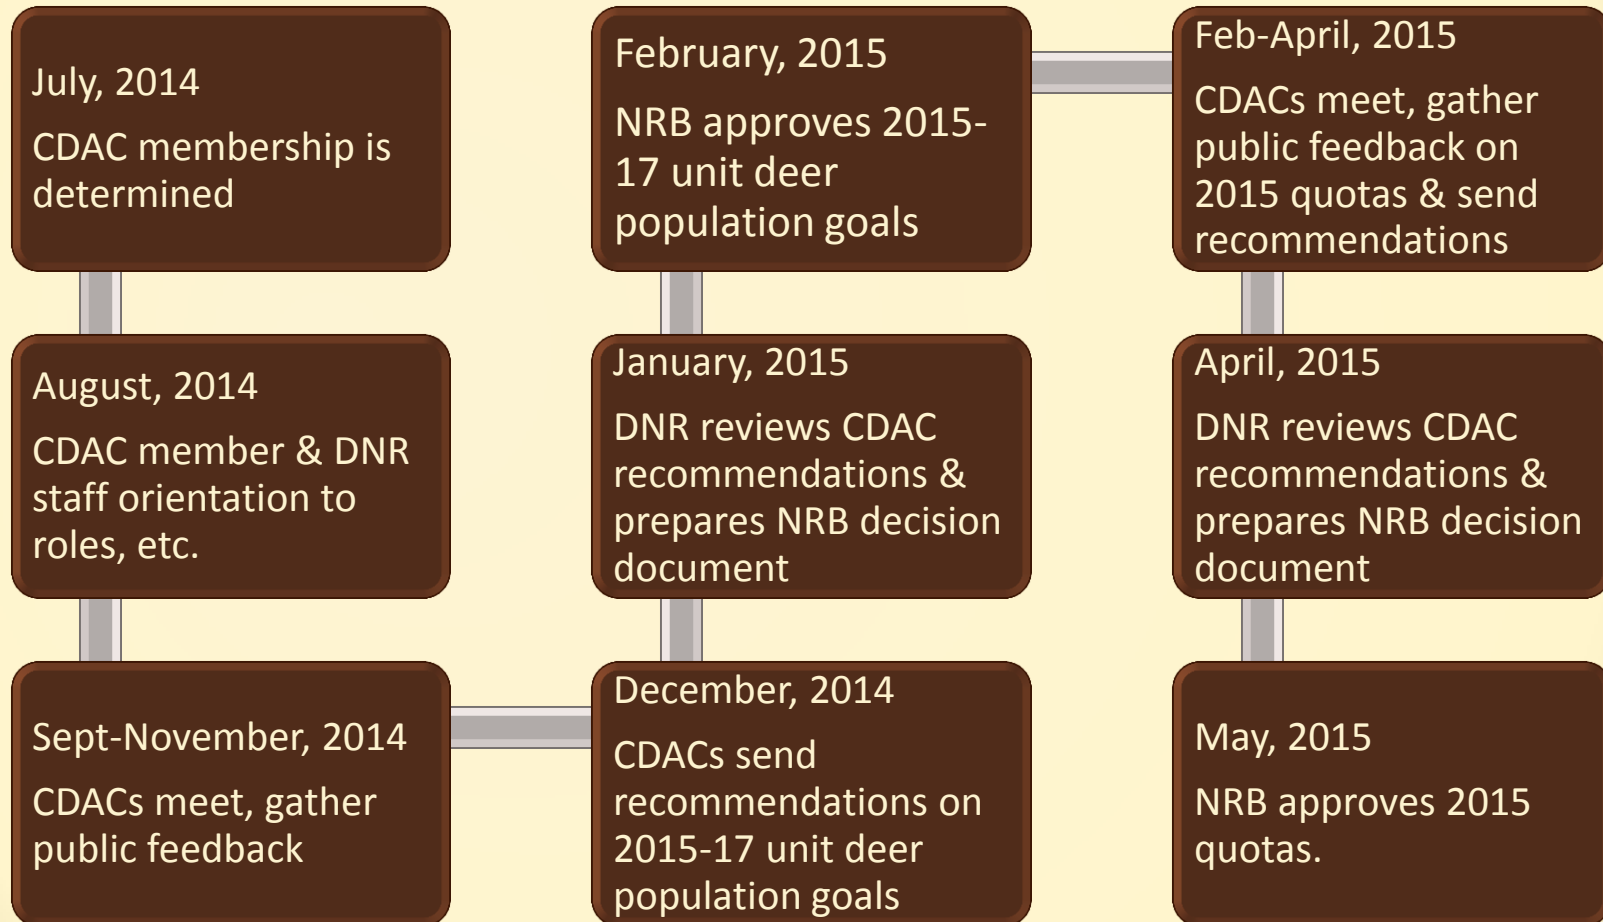 July, 2014
CDAC membership is
determined
August, 2014
CDAC member & DNR
staff orientation to
roles, etc.
Sept-November, 2014
CDACs meet, gather
public feedback
December, 2014
CDACs send
recommendations on
2015-17 unit deer
population goals
January, 2015
DNR reviews CDAC
recommendations &
prepares NRB decision
document
February, 2015
NRB approves 2015-
17 unit deer
population goals
Feb-April, 2015
CDACs meet, gather
public feedback on
2015 quotas & send
recommendations
April, 2015
DNR reviews CDAC
recommendations &
prepares NRB decision
document
May, 2015
NRB approves 2015
quotas.